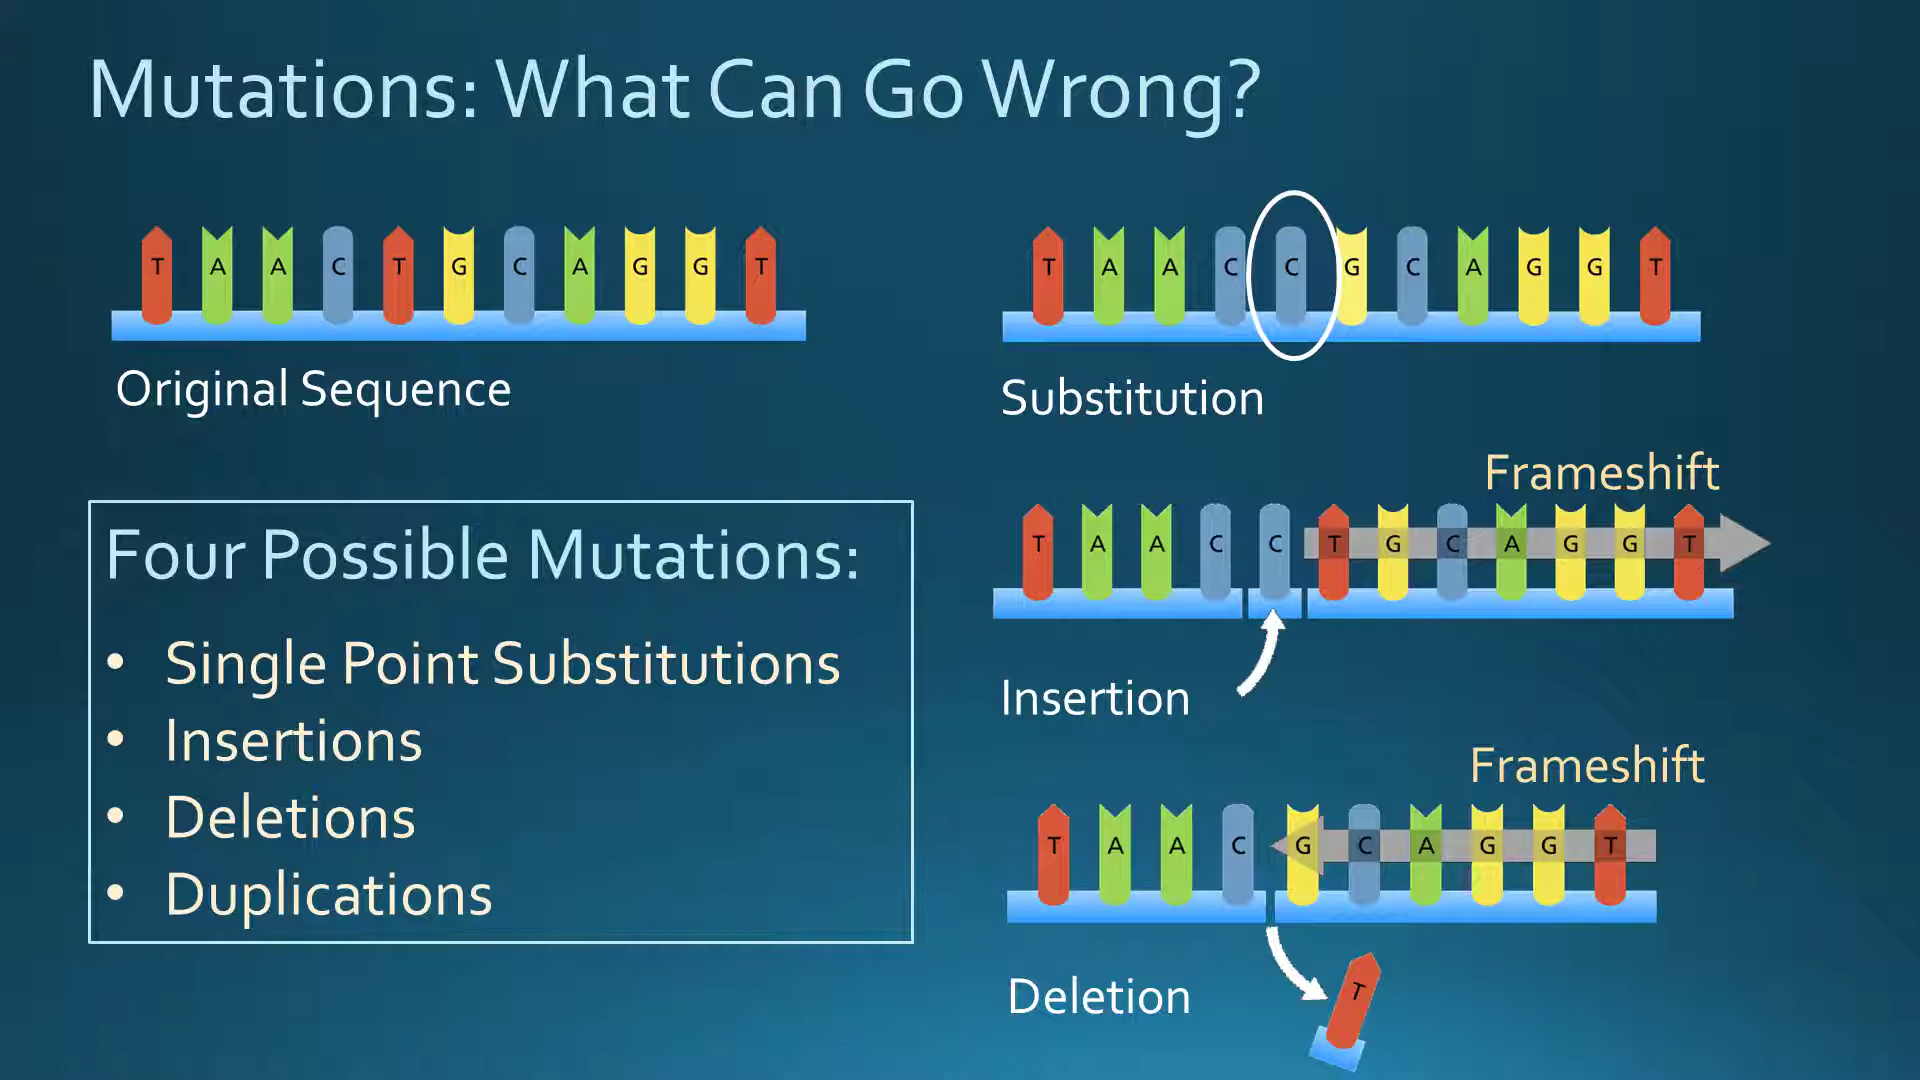 Mutations: What Can Go Wrong?
T A A C T G C A G G T
Original Sequence
T A A C C G C A G G T
Substitution
Four Possible Mutations:
• Single Point Substitutions
• Insertions
• Deletions
• Duplications
Frameshift
T A A C C T G C A G G T
Insertion
Frameshift
T A A C G C A G G T
Deletion
T